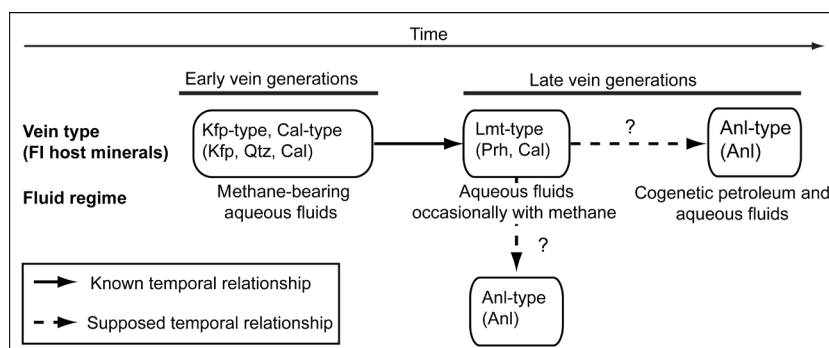 Time
Early vein generations
Late vein generations
Vein type
(FI host minerals)
Kfp-type, Cal-type
(Kfp, Qtz, Cal)
Lmt-type
(Prh, Cal)
?
Anl-type
(Anl)
Fluid regime
Methane-bearing
aqueous fluids
Aqueous fluids
occasionally with methane
Cogenetic petroleum and
aqueous fluids
?
Anl-type
(Anl)
Known temporal relationship
Supposed temporal relationship